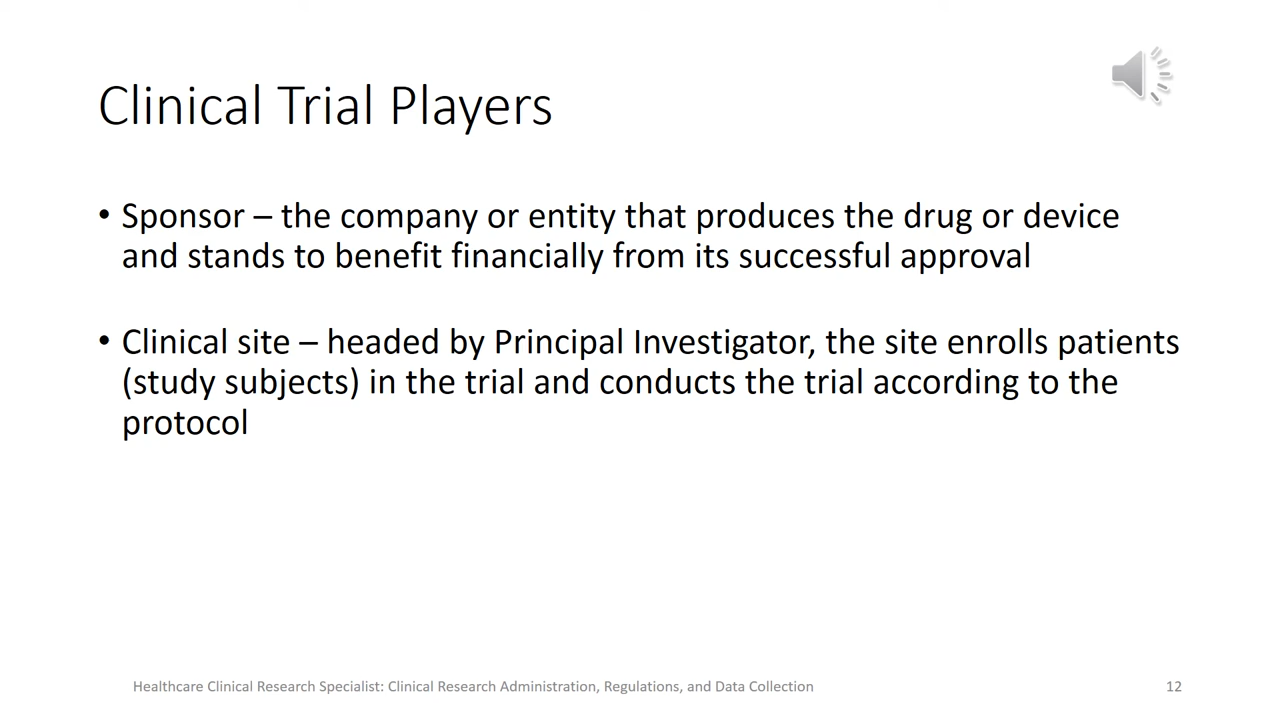 Clinical Trial Players
• Sponsor – the company or entity that produces the drug or device
and stands to benefit financially from its successful approval
• Clinical site – headed by Principal Investigator, the site enrolls patients
(study subjects) in the trial and conducts the trial according to the
protocol
Healthcare Clinical Research Specialist: Clinical Research Administration, Regulations, and Data Collection
12